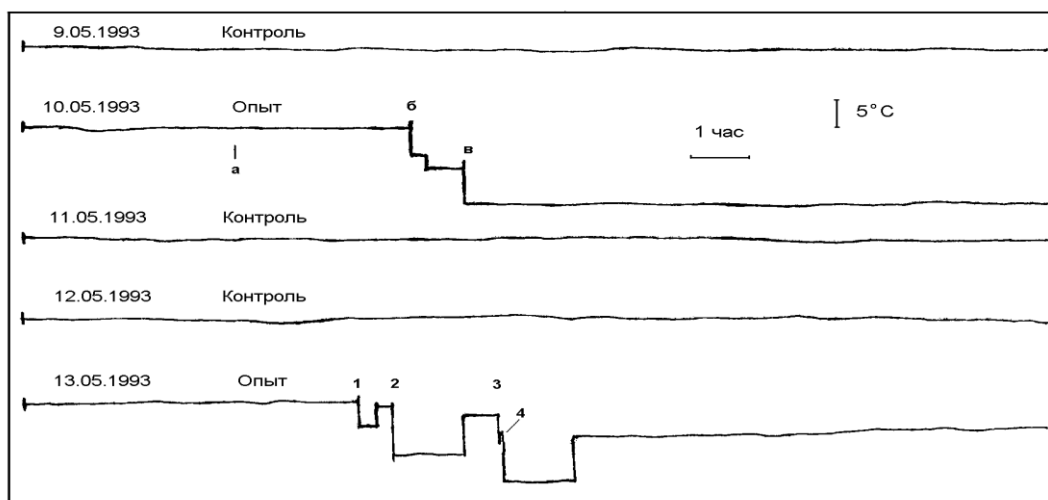 9.05.1993 Контроль
10.05.1993 Опыт б
5°C
1 час
в
а
11.05.1993 Контроль
12.05.1993 Контроль
13.05.1993 Опыт 1 2 3
4